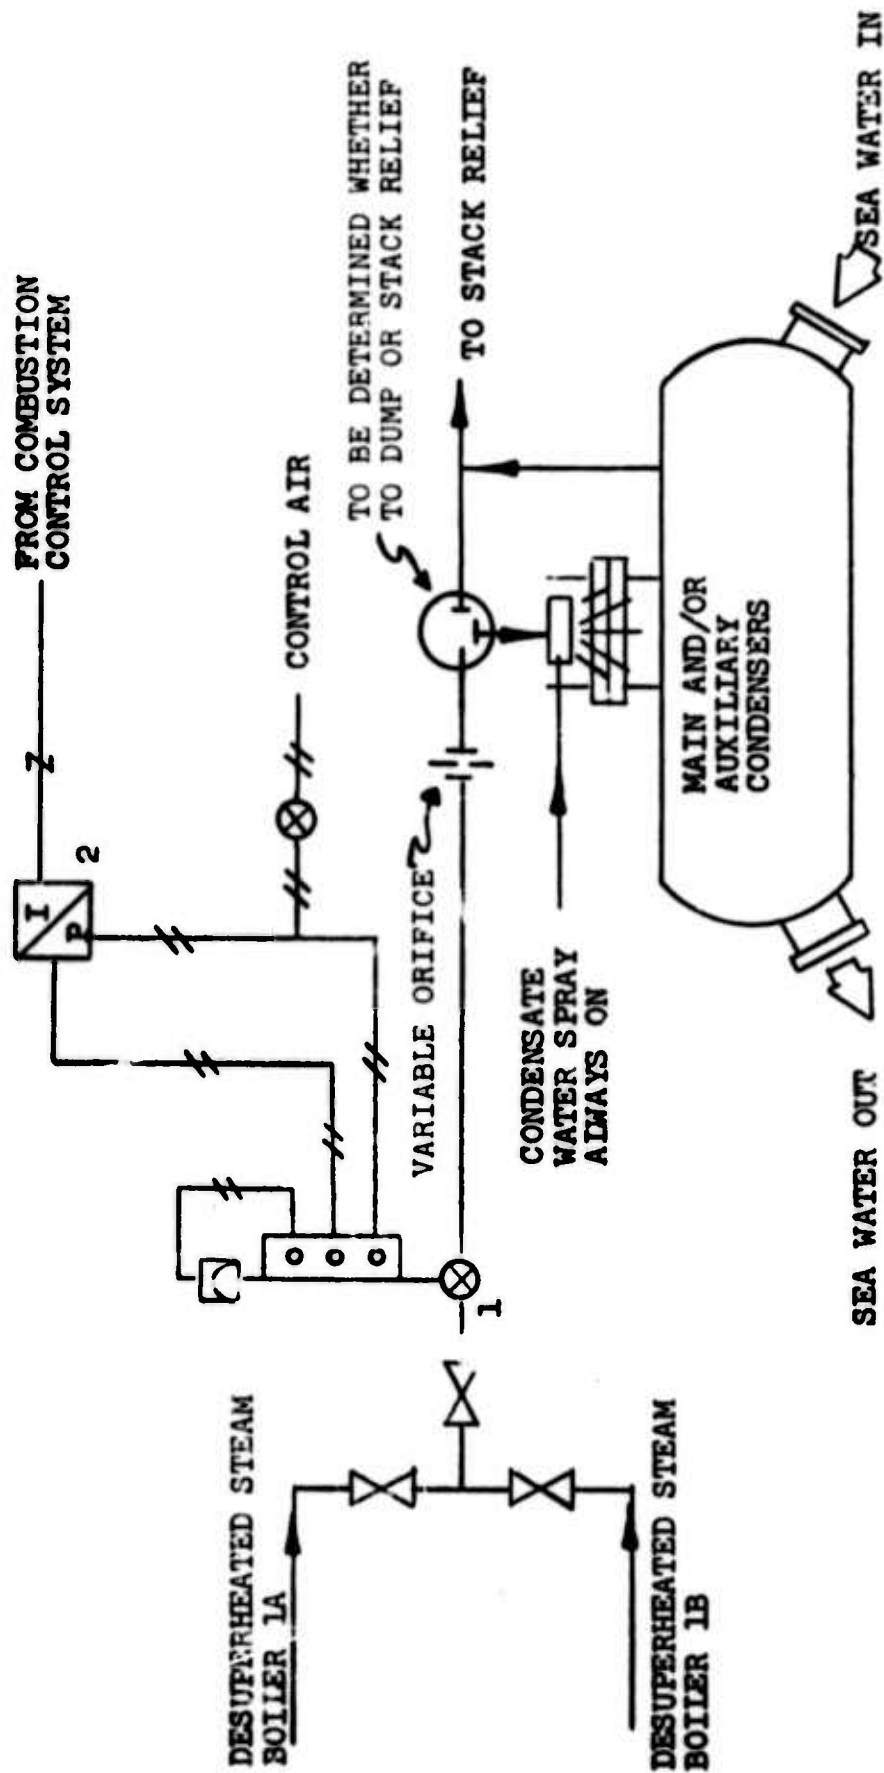 FROM COMBUSTION
CONTROL SYSTEM
I
P
2
CONTROL AIR
TO BE DETERMINED WHETHER
TO DUMP OR STACK RELIEF
TO STACK RELIEF
VARIABLE ORIFICE
1
DESUPERHEATED STEAM
BOILER 1A
DESUPERHEATED STEAM
BOILER 1B
CONDENSATE
WATER SPRAY
ALWAYS ON
MAIN AND/OR
AUXILIARY
CONDENSERS
SEA WATER OUT
SEA WATER IN